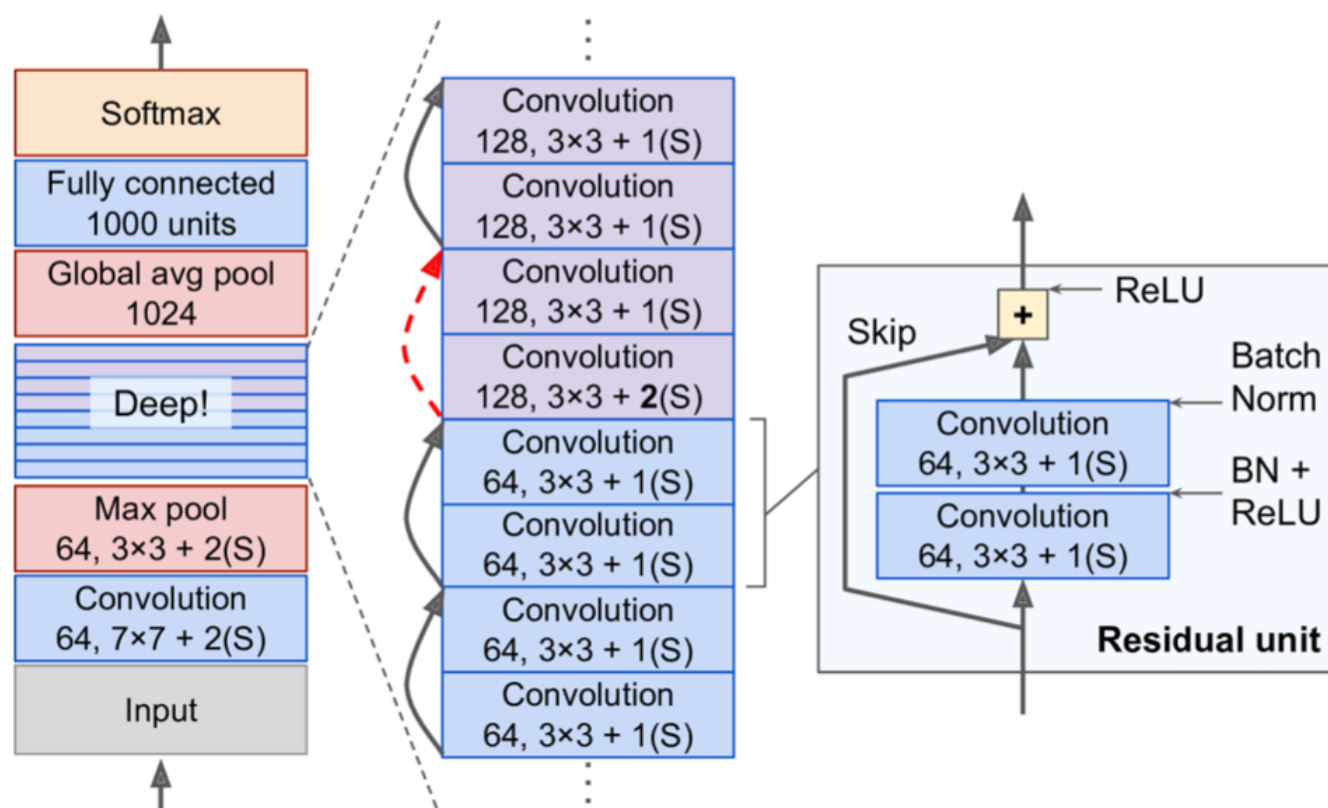 Softmax
Fully connected
1000 units
Global avg pool
1024
Deep!
Max pool
64, 3×3 + 2(S)
Convolution
64, 7×7 + 2(S)
Input
Convolution
128, 3×3 + 1(S)
Convolution
128, 3×3 + 1(S)
Convolution
128, 3×3 + 1(S)
Convolution
128, 3×3 + 2(S)
Convolution
64, 3×3 + 1(S)
Convolution
64, 3×3 + 1(S)
Convolution
64, 3×3 + 1(S)
Convolution
64, 3×3 + 1(S)
+
ReLU
Skip
Batch
Norm
Convolution
64, 3×3 + 1(S)
BN +
ReLU
Convolution
64, 3×3 + 1(S)
Residual unit